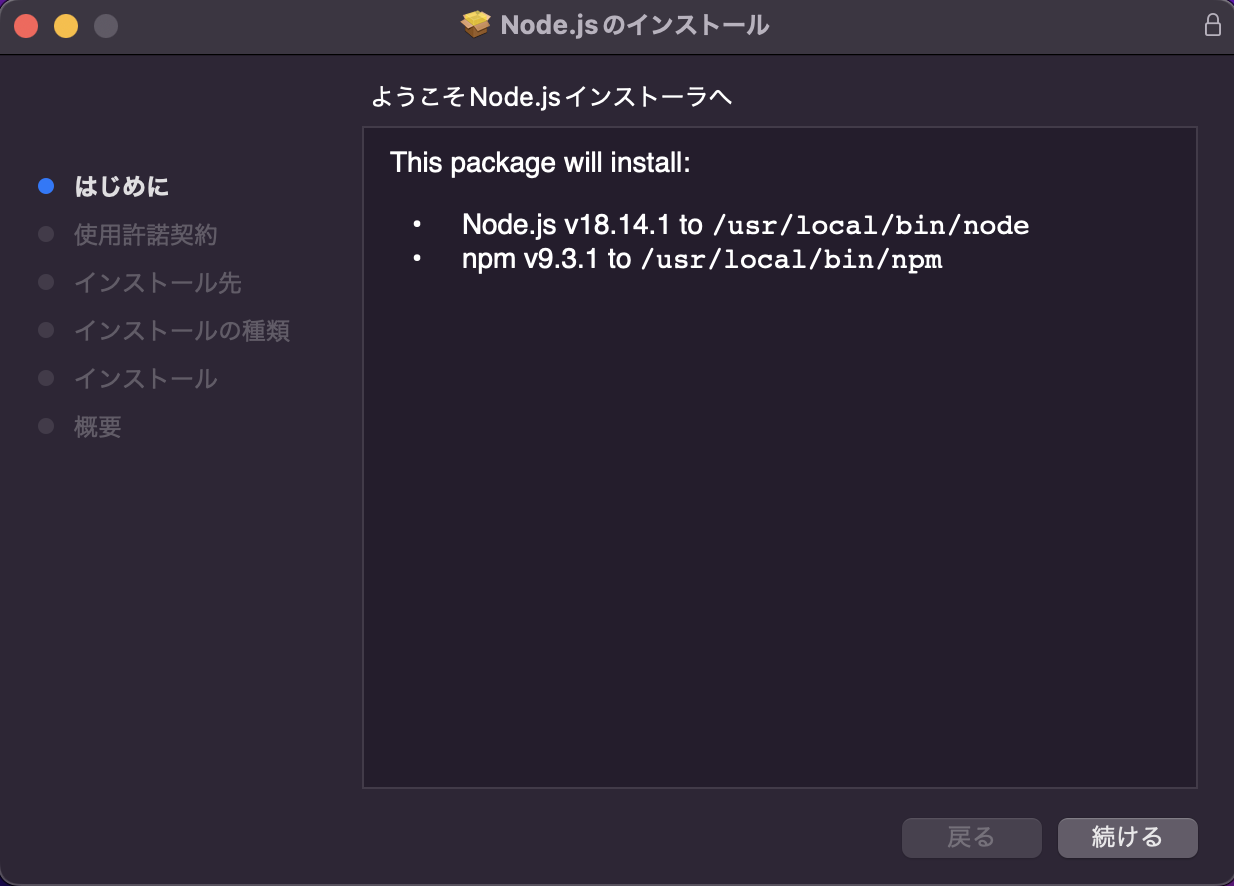 Node.jsのインストール
ようこそNode.jsインストーラへ
はじめに
使用許諾契約
インストール先
インストールの種類
インストール
概要
This package will install:
• Node.js v18.14.1 to /usr/local/bin/node
• npm v9.3.1 to /usr/local/bin/npm
戻る
続ける